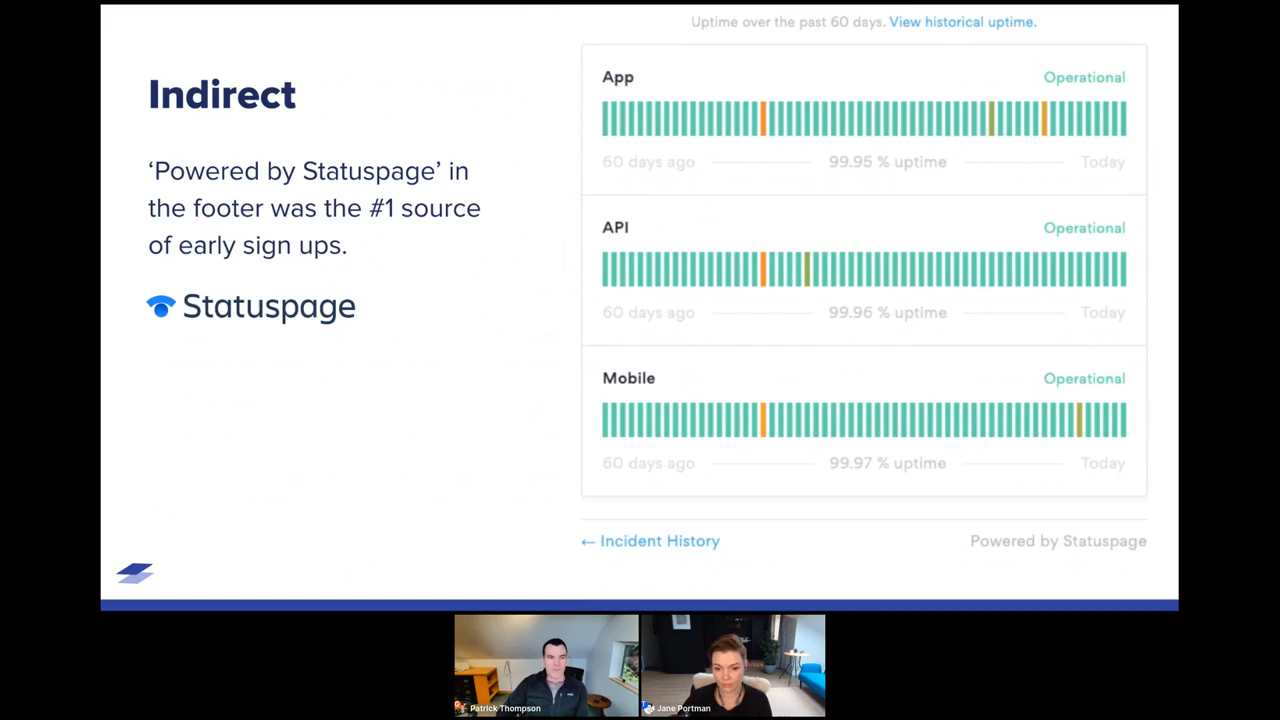 Indirect
‘Powered by Statuspage’ in
the footer was the #1 source
of early sign ups.
Statuspage
Uptime over the past 60 days. View historical uptime.
App Operational
60 days ago 99.95 % uptime Today
API Operational
60 days ago 99.96 % uptime Today
Mobile Operational
60 days ago 99.97 % uptime Today
← Incident History Powered by Statuspage
Patrick Thompson
Jane Portman